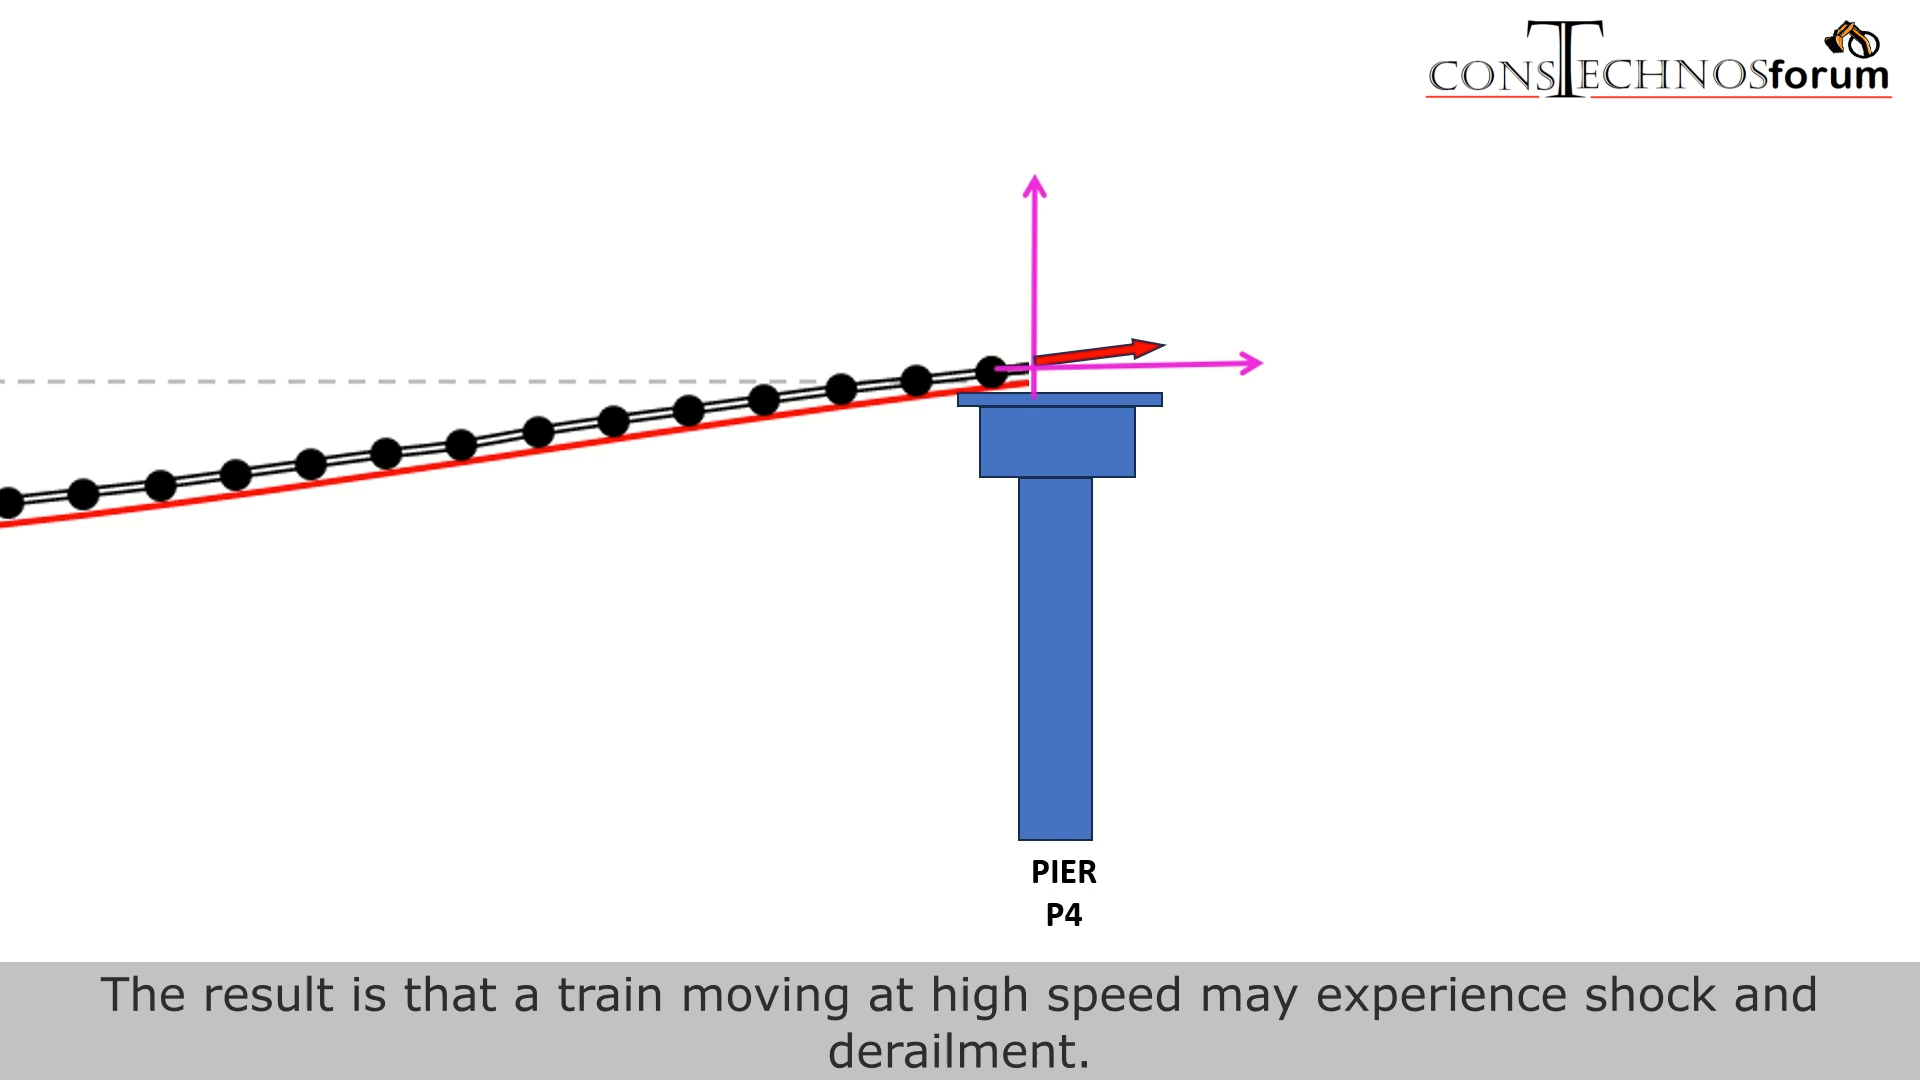 CONSTECHNOSforum
PIER
P4
The result is that a train moving at high speed may experience shock and
derailment.